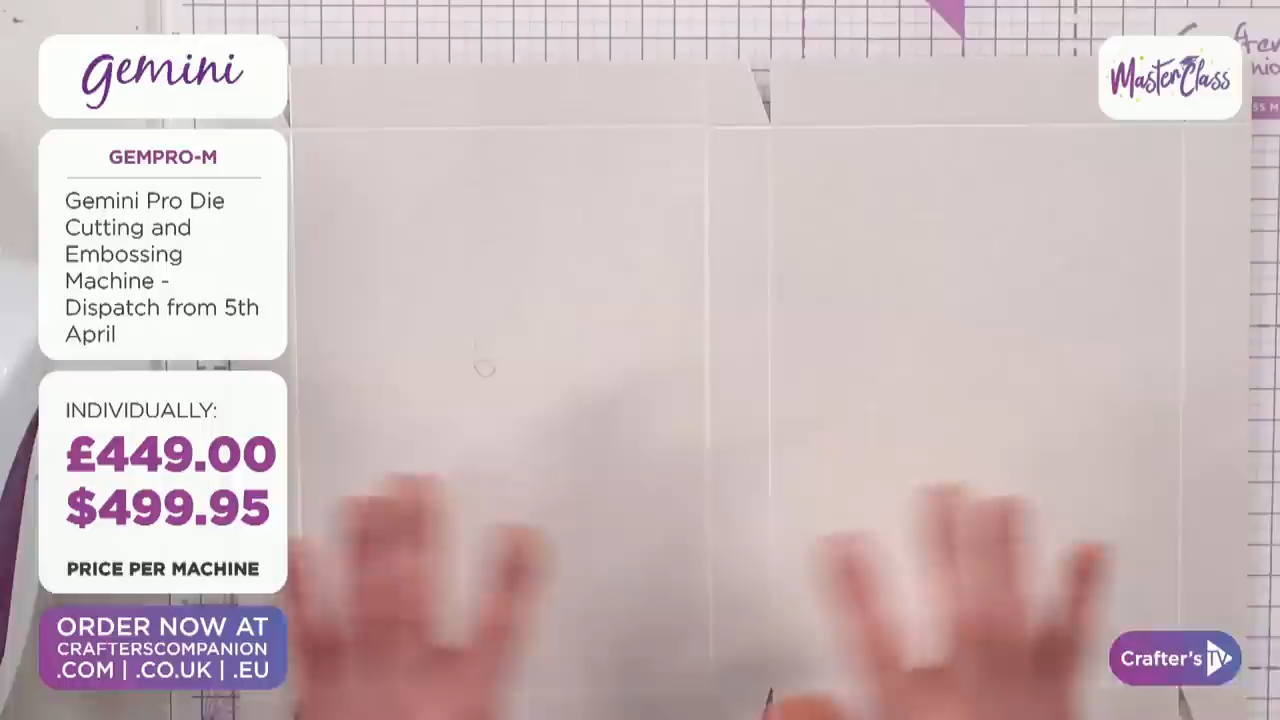 gemini
GEMPRO-M
Gemini Pro Die
Cutting and
Embossing
Machine -
Dispatch from 5th
April
INDIVIDUALLY:
£449.00
$499.95
PRICE PER MACHINE
ORDER NOW AT
CRAFTERSCOMPANION
.COM | .CO.UK | .EU
MasterClass
Crafter's TV